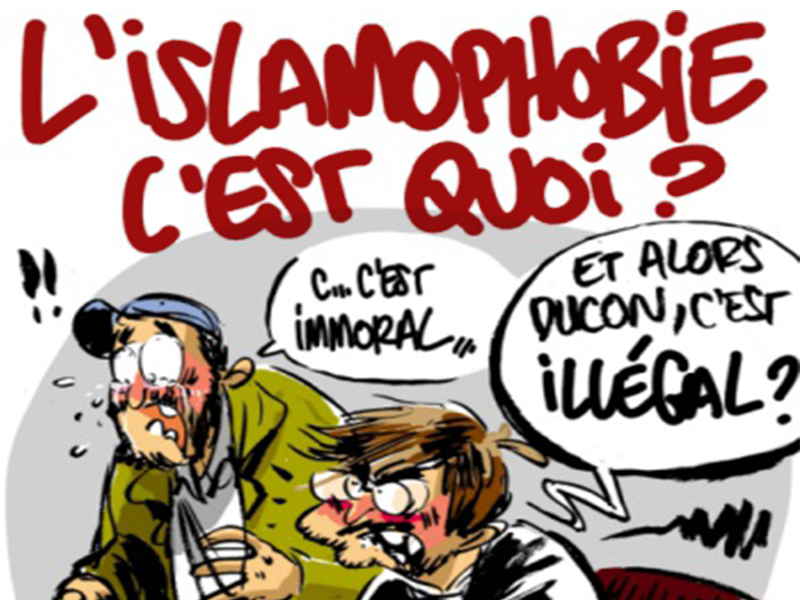 L'iSLAMOPHOBiE
C'EST QUOi ?
!!
C... C'EST
iMMORAL...
ET ALORS
DUCON, C'EST
iLLÉGAL ?